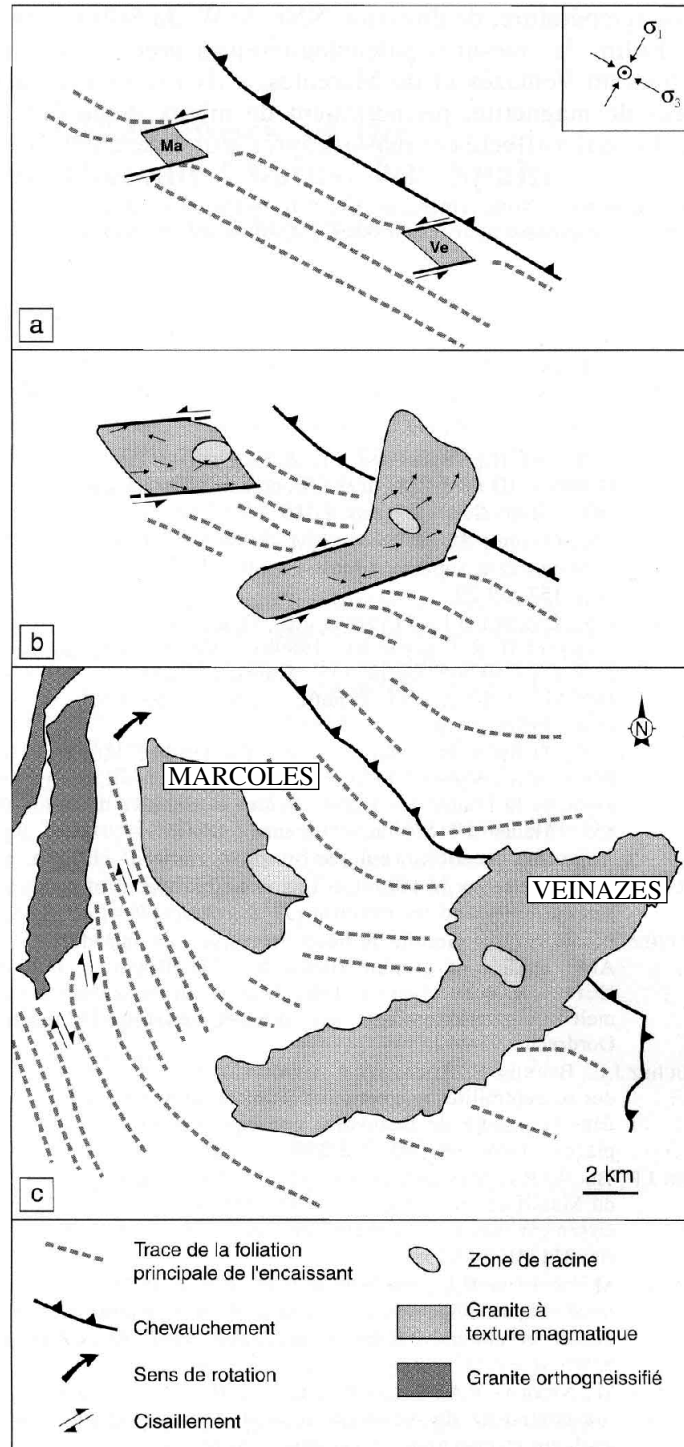 σ1
σ3
Ma
Ve
a
b
N
MARCOLES
VEINAZES
2 km
c
Trace de la foliation
principale de l'encaissant
Chevauchement
Sens de rotation
Cisaillement
Zone de racine
Granite à
texture magmatique
Granite orthogneissifié